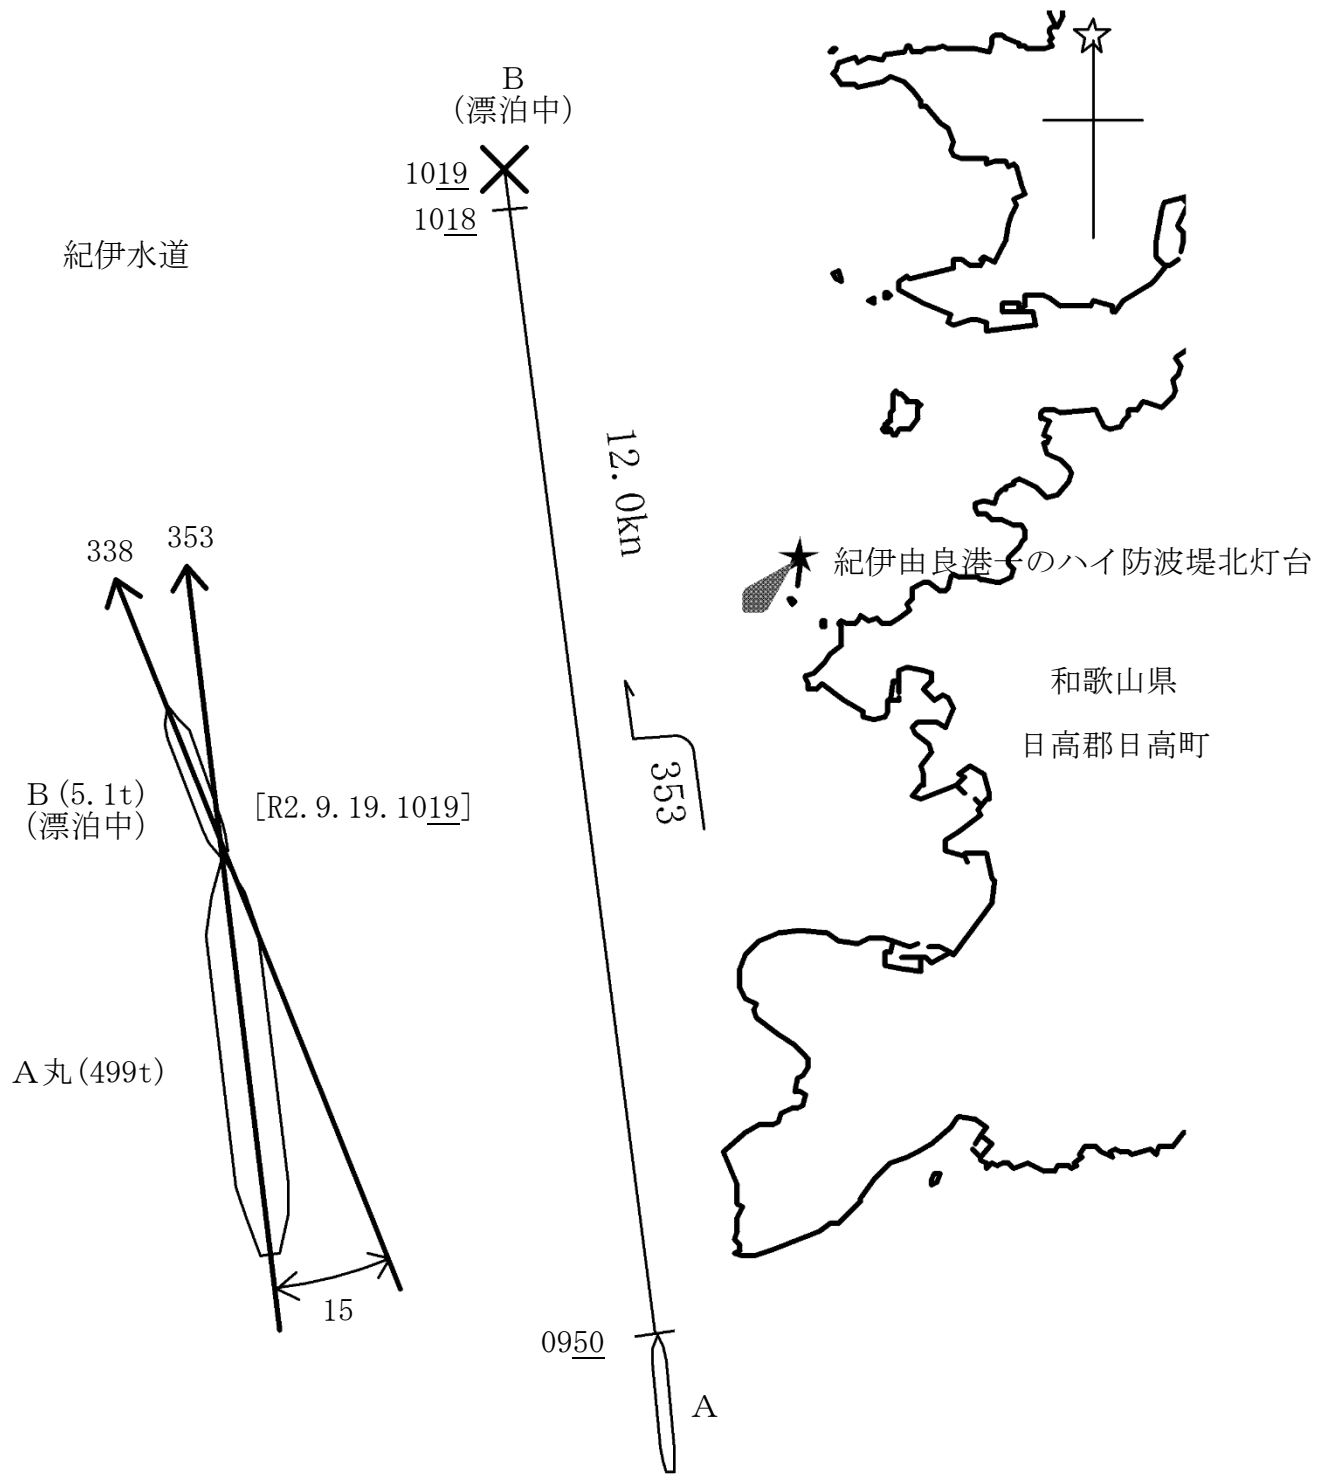 B
(漂泊中)
1019
1018
紀伊水道
12.0kn
338
353
紀伊由良港一のハイ防波堤北灯台
和歌山県
日高郡日高町
353
B(5.1t)
(漂泊中)
[R2.9.19.1019]
A丸(499t)
15
0950
A